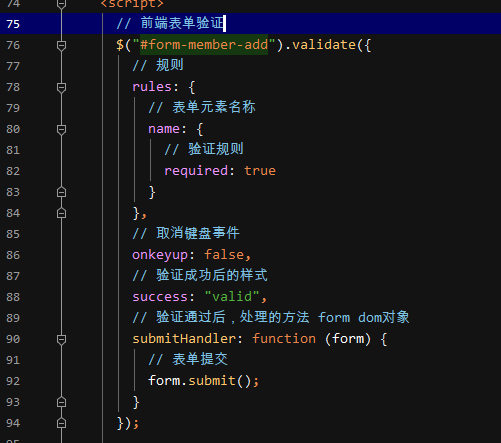 74 <script>
75 // 前端表单验证
76 $("#form-member-add").validate({
77 // 规则
78 rules: {
79 // 表单元素名称
80 name: {
81 // 验证规则
82 required: true
83 }
84 },
85 // 取消键盘事件
86 onkeyup: false,
87 // 验证成功后的样式
88 success: "valid",
89 // 验证通过后，处理的方法 form dom对象
90 submitHandler: function (form) {
91 // 表单提交
92 form.submit();
93 }
94 });